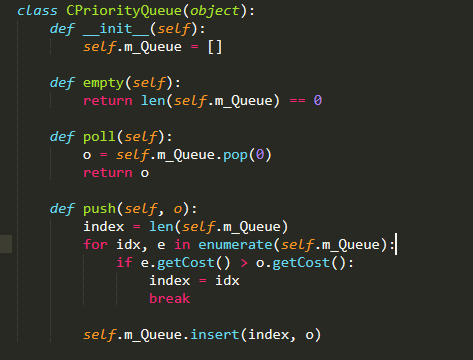 class CPriorityQueue(object):
    def __init__(self):
        self.m_Queue = []
    def empty(self):
        return len(self.m_Queue) == 0
    def poll(self):
        o = self.m_Queue.pop(0)
        return o
    def push(self, o):
        index = len(self.m_Queue)
        for idx, e in enumerate(self.m_Queue):
            if e.getCost() > o.getCost():
                index = idx
                break
        self.m_Queue.insert(index, o)